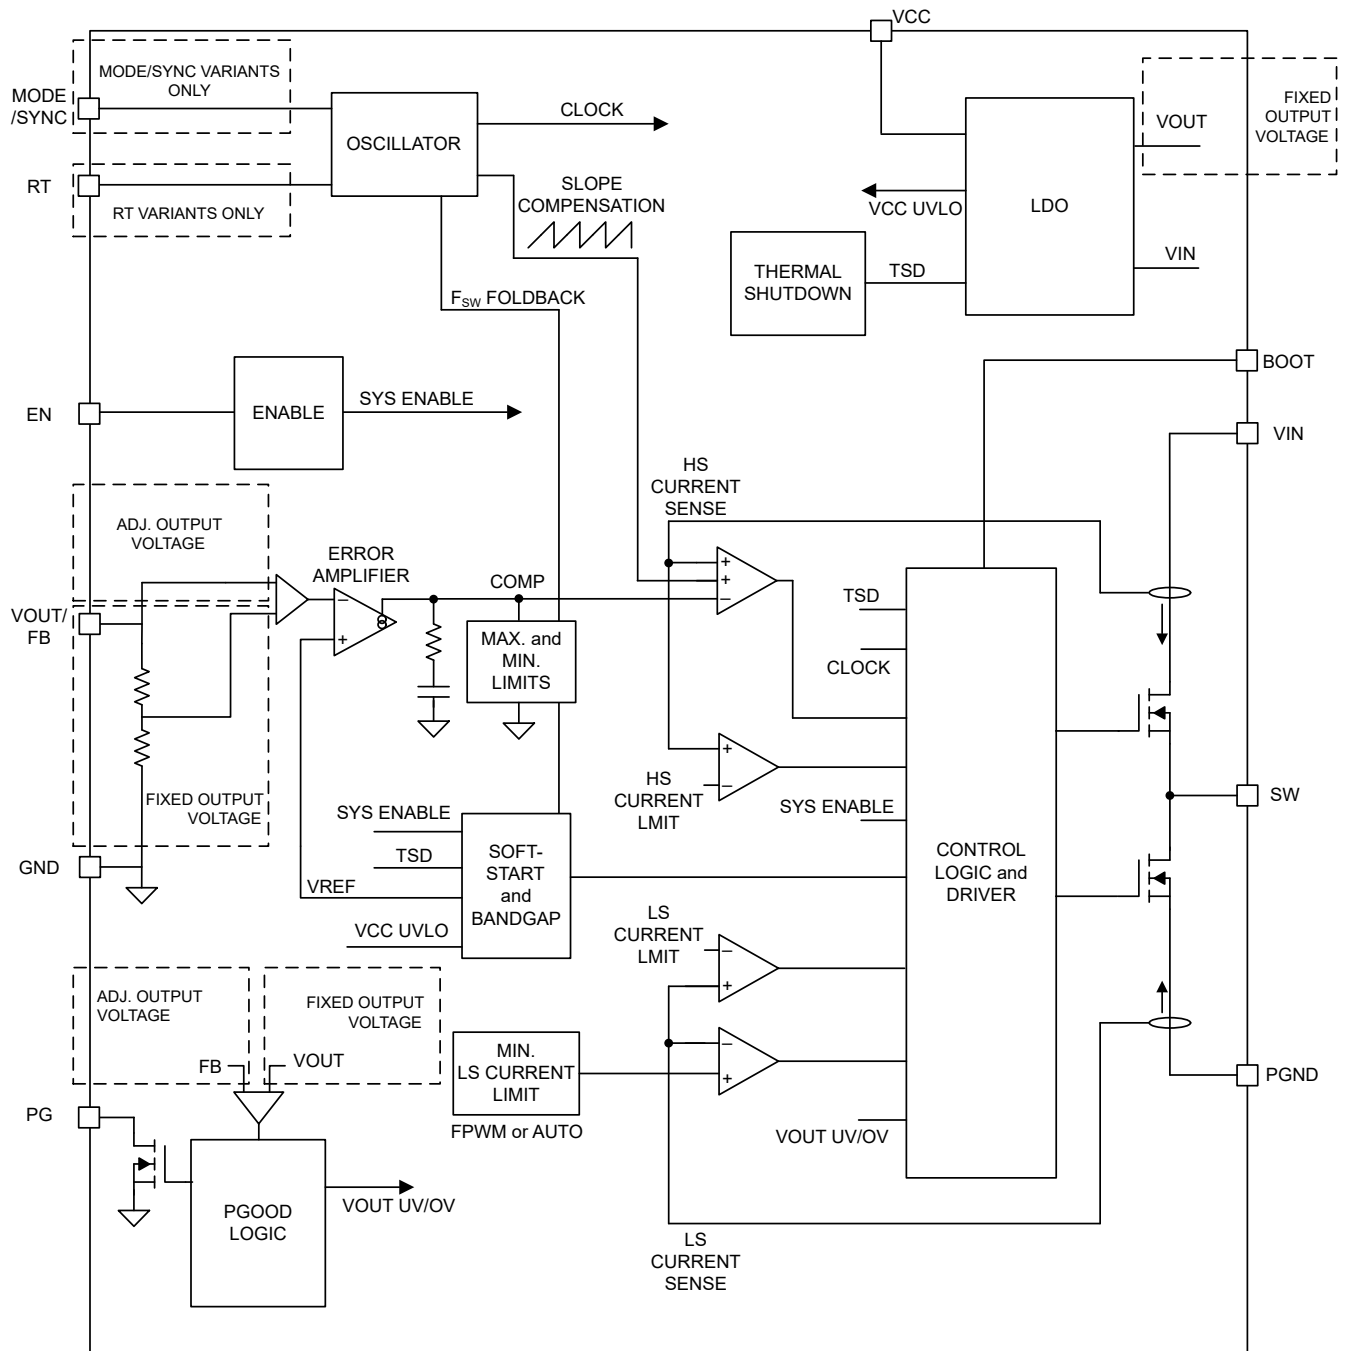 VCC
MODE/SYNC VARIANTS
ONLY
MODE
/SYNC
OSCILLATOR
CLOCK
FIXED
OUTPUT
VOLTAGE
VOUT
RT
RT VARIANTS ONLY
SLOPE
COMPENSATION
VCC UVLO
LDO
THERMAL
SHUTDOWN
TSD
VIN
FSW FOLDBACK
BOOT
EN
ENABLE
SYS ENABLE
VIN
HS
CURRENT
SENSE
ADJ. OUTPUT
VOLTAGE
ERROR
AMPLIFIER
COMP
+
+
−
−
+
VOUT/
FB
MAX. and
MIN.
LIMITS
TSD
CLOCK
FIXED OUTPUT
VOLTAGE
HS
CURRENT
LMIT
+
−
SYS ENABLE
SW
GND
SYS ENABLE
TSD
VREF
VCC UVLO
SOFT-
START
and
BANDGAP
CONTROL
LOGIC and
DRIVER
LS
CURRENT
LMIT
−
+
ADJ. OUTPUT
VOLTAGE
FIXED OUTPUT
VOLTAGE
FB
VOUT
MIN.
LS CURRENT
LIMIT
−
+
FPWM or AUTO
PGND
PG
VOUT UV/OV
PGOOD
LOGIC
VOUT UV/OV
LS
CURRENT
SENSE